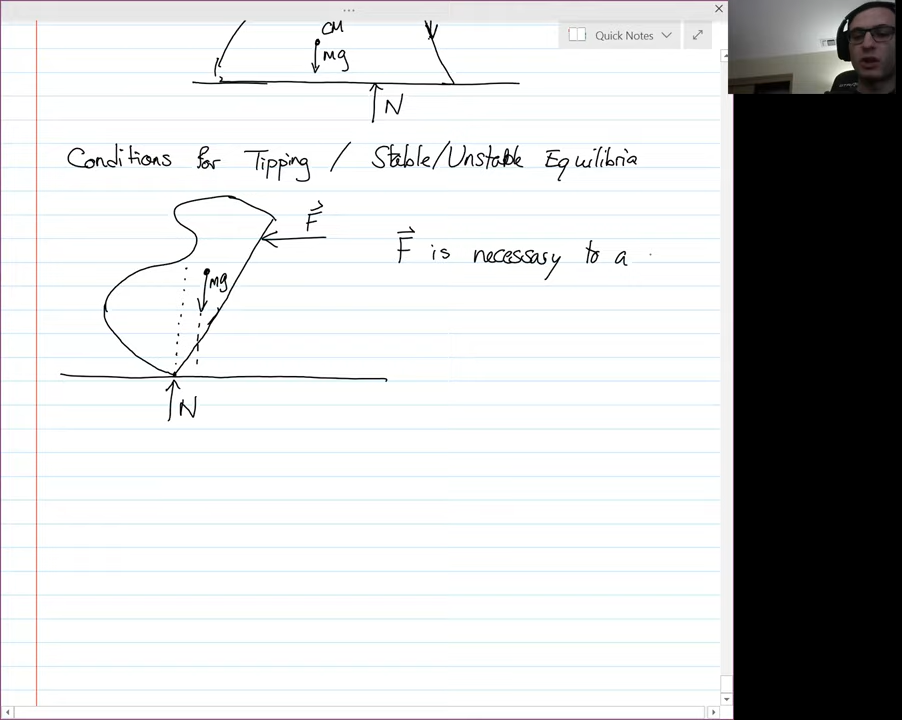 CM
Quick Notes
mg
N
Conditions for Tipping / Stable/Unstable Equilibria
F
F is necessary to a
mg
N